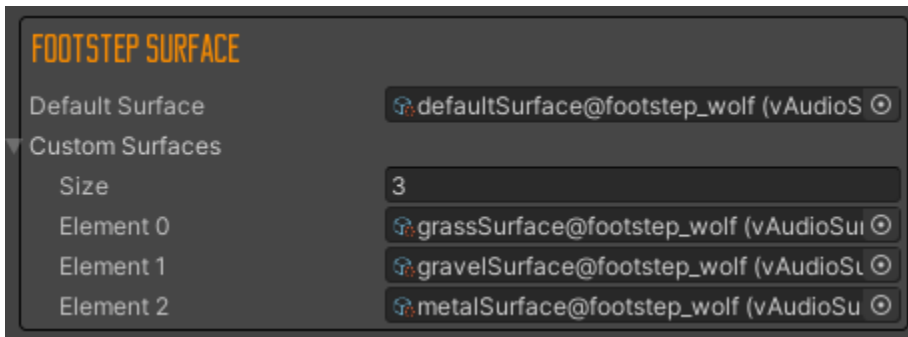 FOOTSTEP SURFACE
Default Surface defaultSurface@footstep_wolf (vAudioS
Custom Surfaces
Size 3
Element 0 grassSurface@footstep_wolf (vAudioSu
Element 1 gravelSurface@footstep_wolf (vAudioSu
Element 2 metalSurface@footstep_wolf (vAudioSu